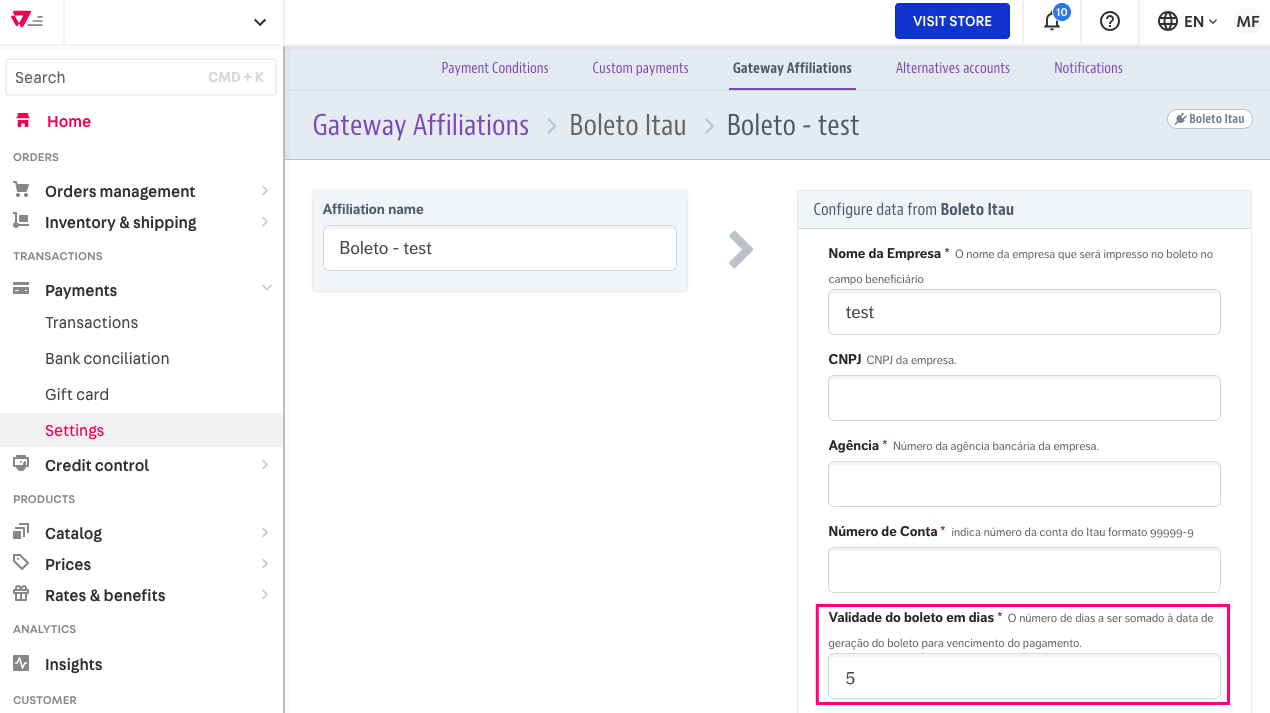 VISIT STORE
10
EN
MF
Search
CMD + K
Home
ORDERS
Orders management
Inventory & shipping
TRANSACTIONS
Payments
Transactions
Bank conciliation
Gift card
Settings
Credit control
PRODUCTS
Catalog
Prices
Rates & benefits
ANALYTICS
Insights
CUSTOMER
Payment Conditions
Custom payments
Gateway Affiliations
Alternatives accounts
Notifications
Gateway Affiliations
Boleto Itau
Boleto - test
Boleto Itau
Affiliation name
Boleto - test
Configure data from Boleto Itau
Nome da Empresa * O nome da empresa que será impresso no boleto no
campo beneficiário
test
CNPJ CNPJ da empresa.
Agência * Número da agência bancária da empresa.
Número de Conta * indica número da conta do Itau formato 99999-9
Validade do boleto em dias * O número de dias a ser somado à data de
geração do boleto para vencimento do pagamento.
5